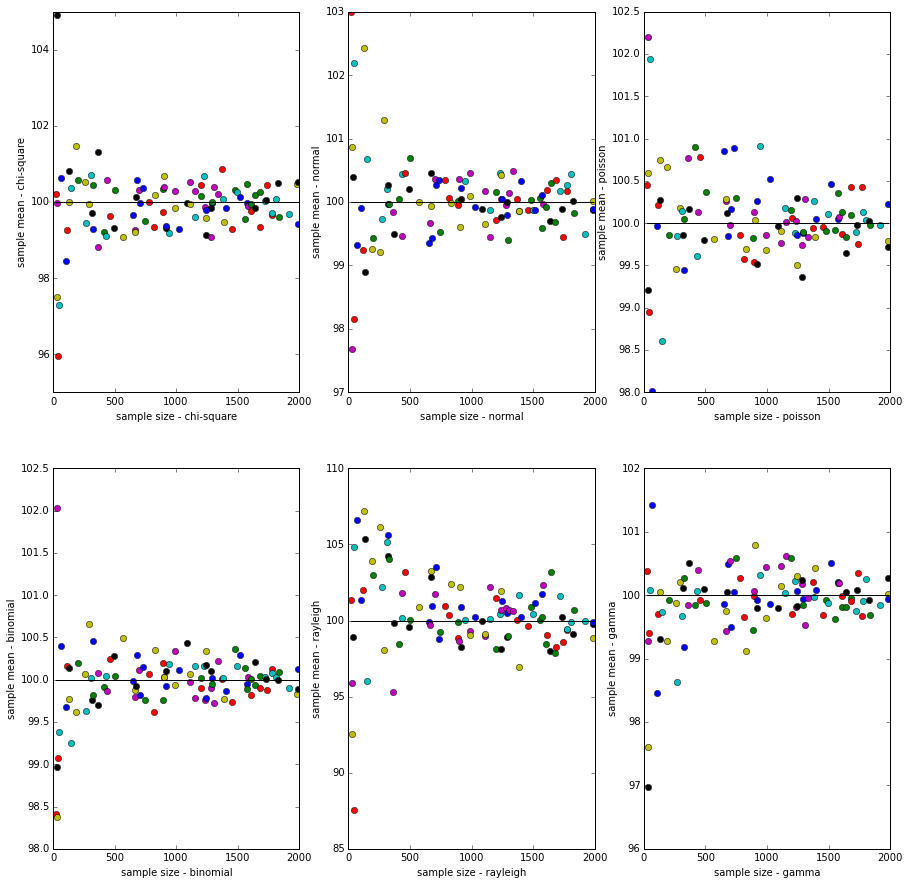 104
102
100
98
96
sample mean - chi-square
0 500 1000 1500 2000
sample size - chi-square
103
102
101
100
99
98
97
sample mean - normal
0 500 1000 1500 2000
sample size - normal
102.5
102.0
101.5
101.0
100.5
100.0
99.5
99.0
98.5
98.0
sample mean - poisson
0 500 1000 1500 2000
sample size - poisson
102.5
102.0
101.5
101.0
100.5
100.0
99.5
99.0
98.5
98.0
sample mean - binomial
0 500 1000 1500 2000
sample size - binomial
110
105
100
95
90
85
sample mean - rayleigh
0 500 1000 1500 2000
sample size - rayleigh
102
101
100
99
98
97
96
sample mean - gamma
0 500 1000 1500 2000
sample size - gamma